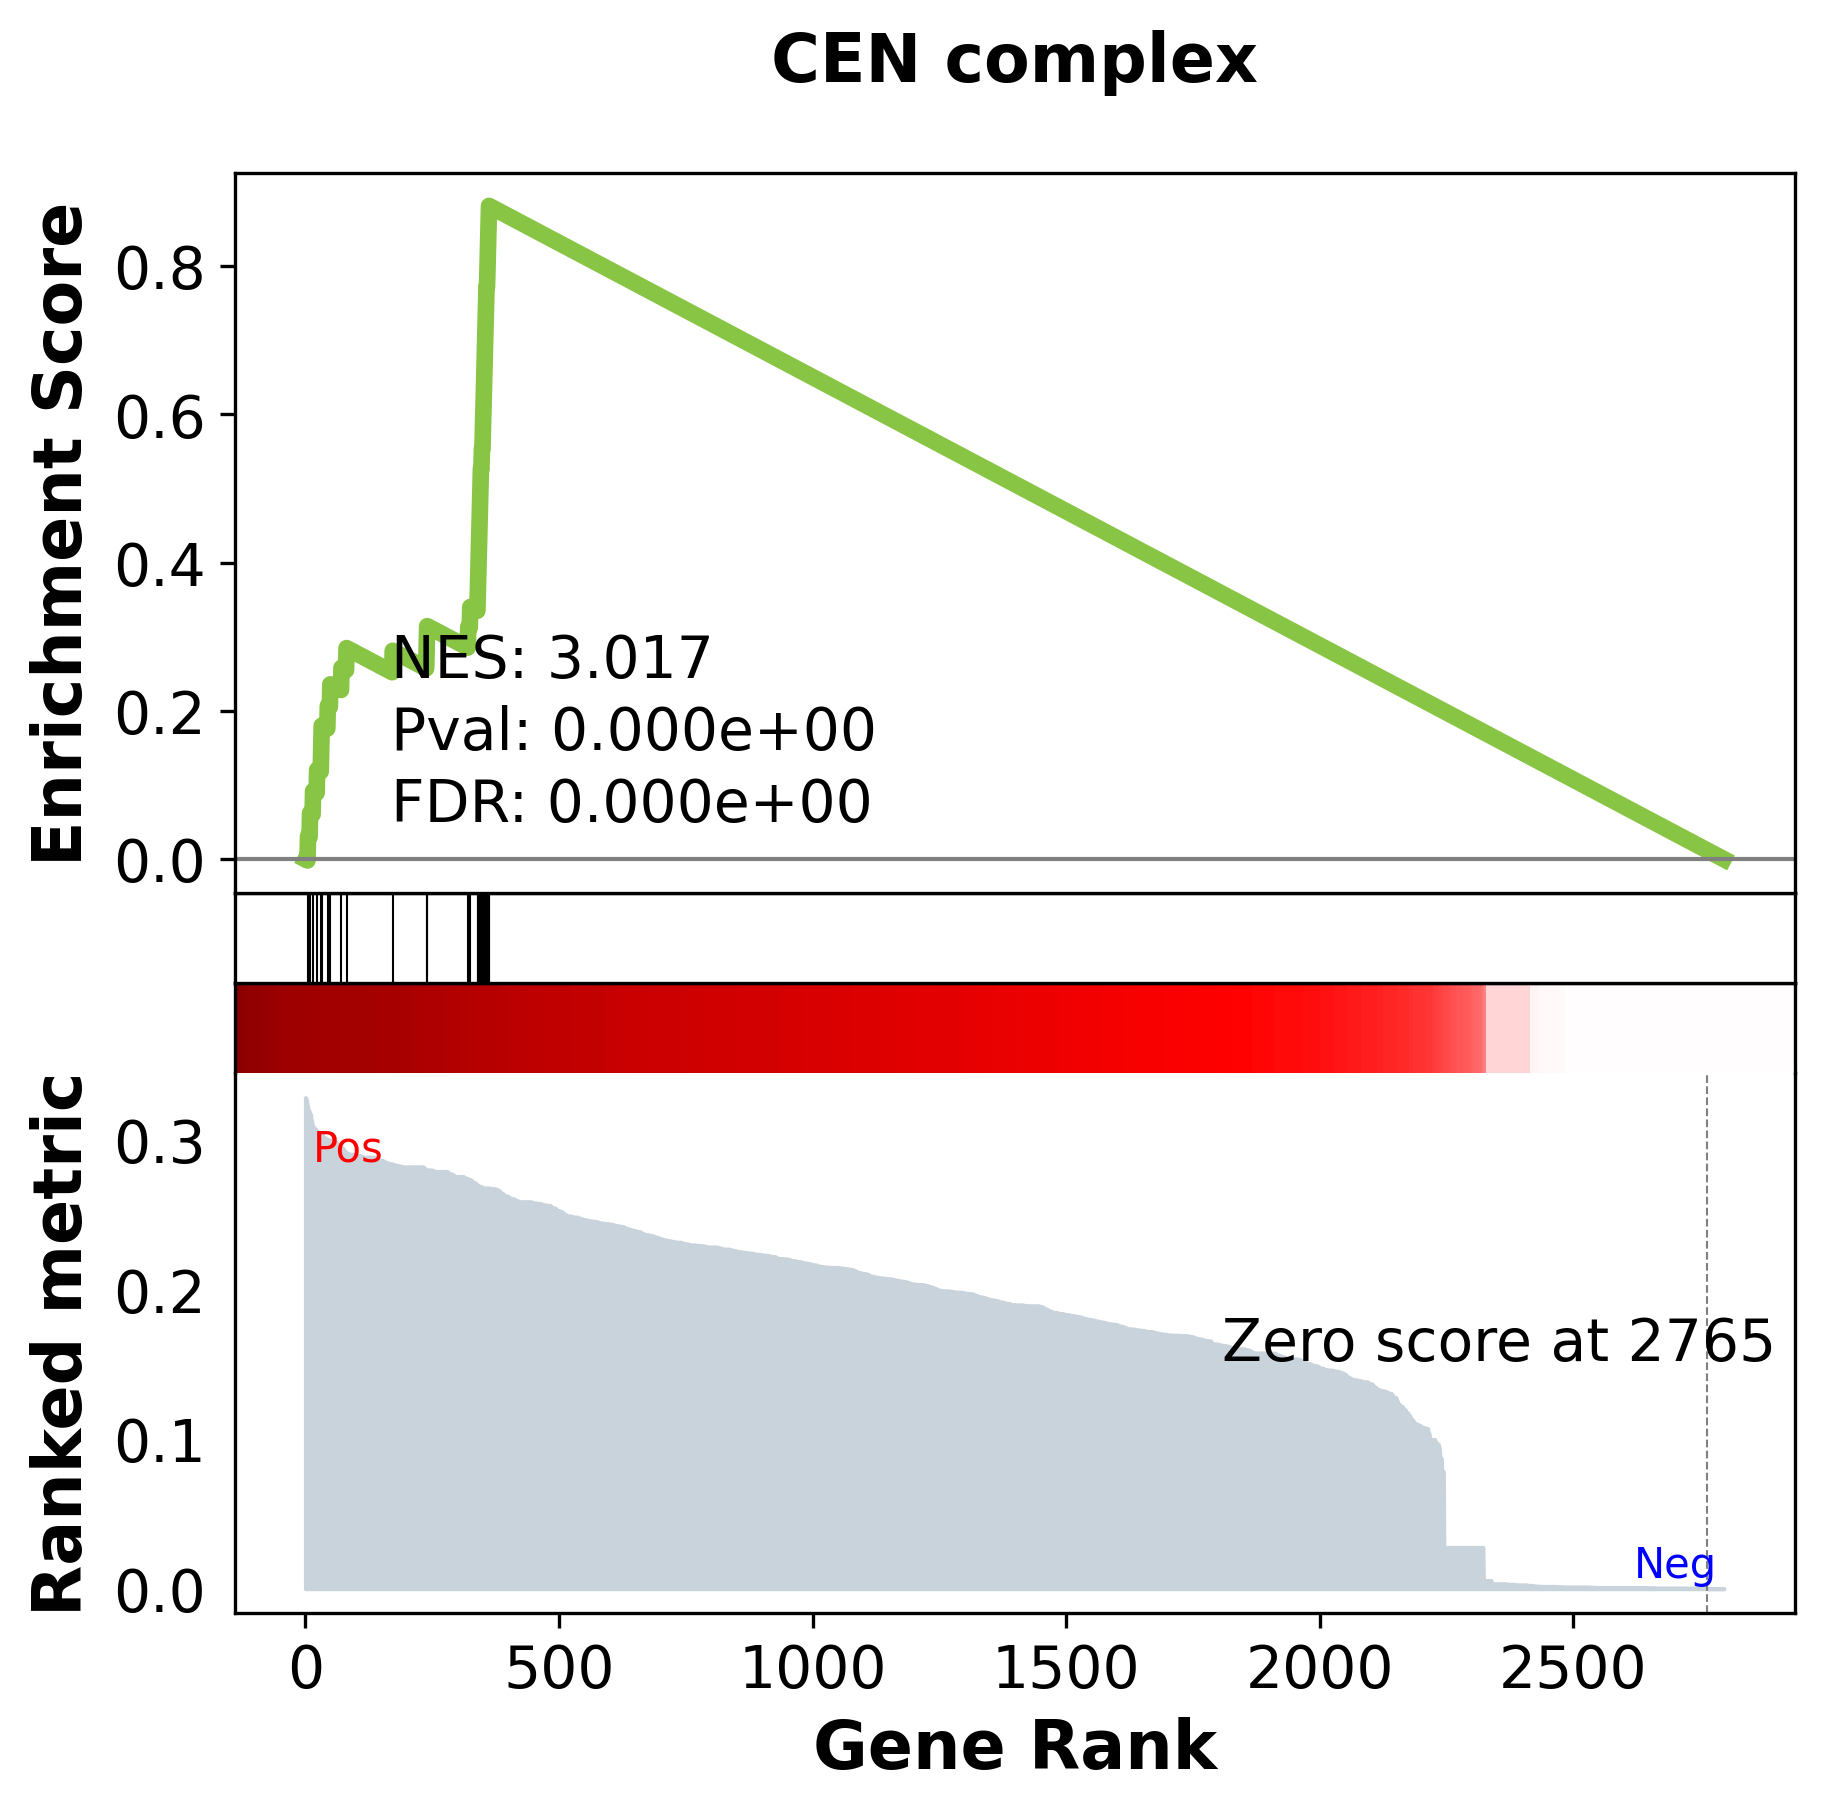 CEN complex
Enrichment Score
0.8
0.6
0.4
0.2
0.0
NES: 3.017
Pval: 0.000e+00
FDR: 0.000e+00
Ranked metric
0.3
0.2
0.1
0.0
Pos
Zero score at 2765
Neg
0 500 1000 1500 2000 2500
Gene Rank